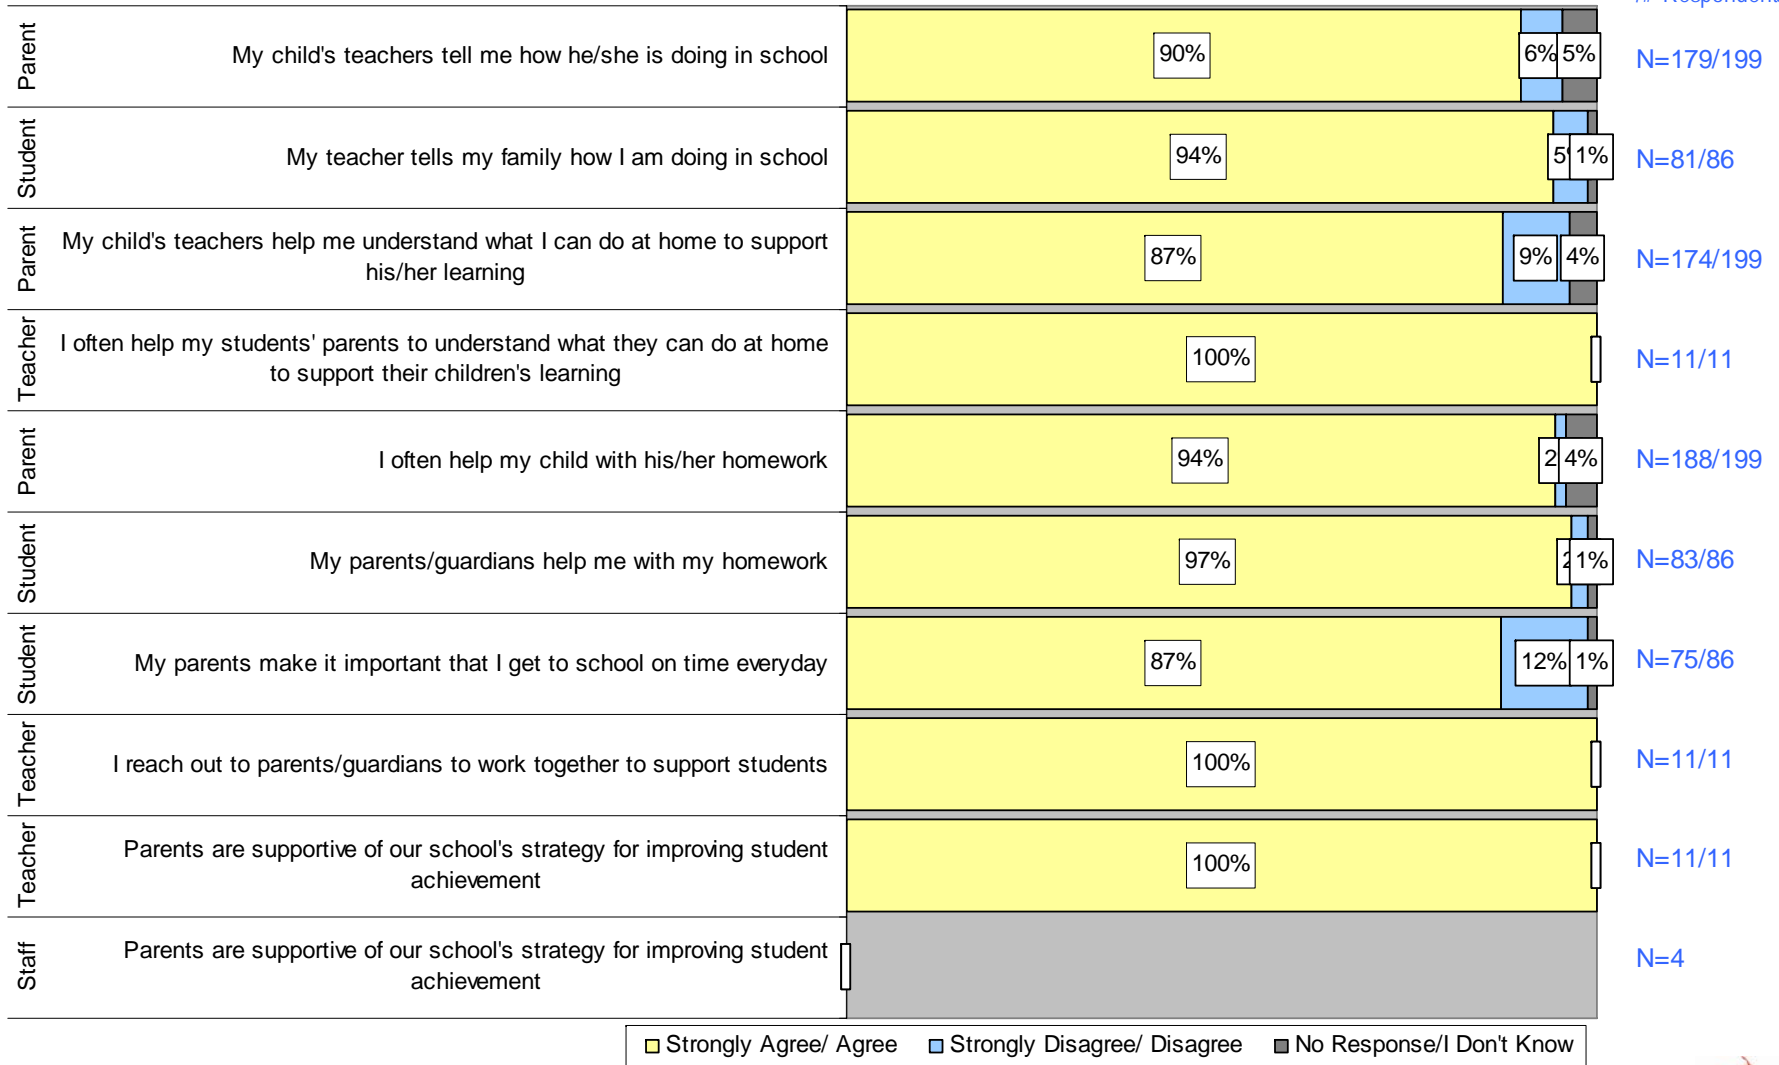 # Respondent
Parent
My child's teachers tell me how he/she is doing in school
90%
6%
5%
N=179/199
Student
My teacher tells my family how I am doing in school
94%
5
1%
N=81/86
Parent
My child's teachers help me understand what I can do at home to support
his/her learning
87%
9%
4%
N=174/199
Teacher
I often help my students' parents to understand what they can do at home
to support their children's learning
100%
N=11/11
Parent
I often help my child with his/her homework
94%
2
4%
N=188/199
Student
My parents/guardians help me with my homework
97%
2
1%
N=83/86
Student
My parents make it important that I get to school on time everyday
87%
12%
1%
N=75/86
Teacher
I reach out to parents/guardians to work together to support students
100%
N=11/11
Teacher
Parents are supportive of our school's strategy for improving student
achievement
100%
N=11/11
Staff
Parents are supportive of our school's strategy for improving student
achievement
N=4
Strongly Agree/ Agree
Strongly Disagree/ Disagree
No Response/I Don't Know